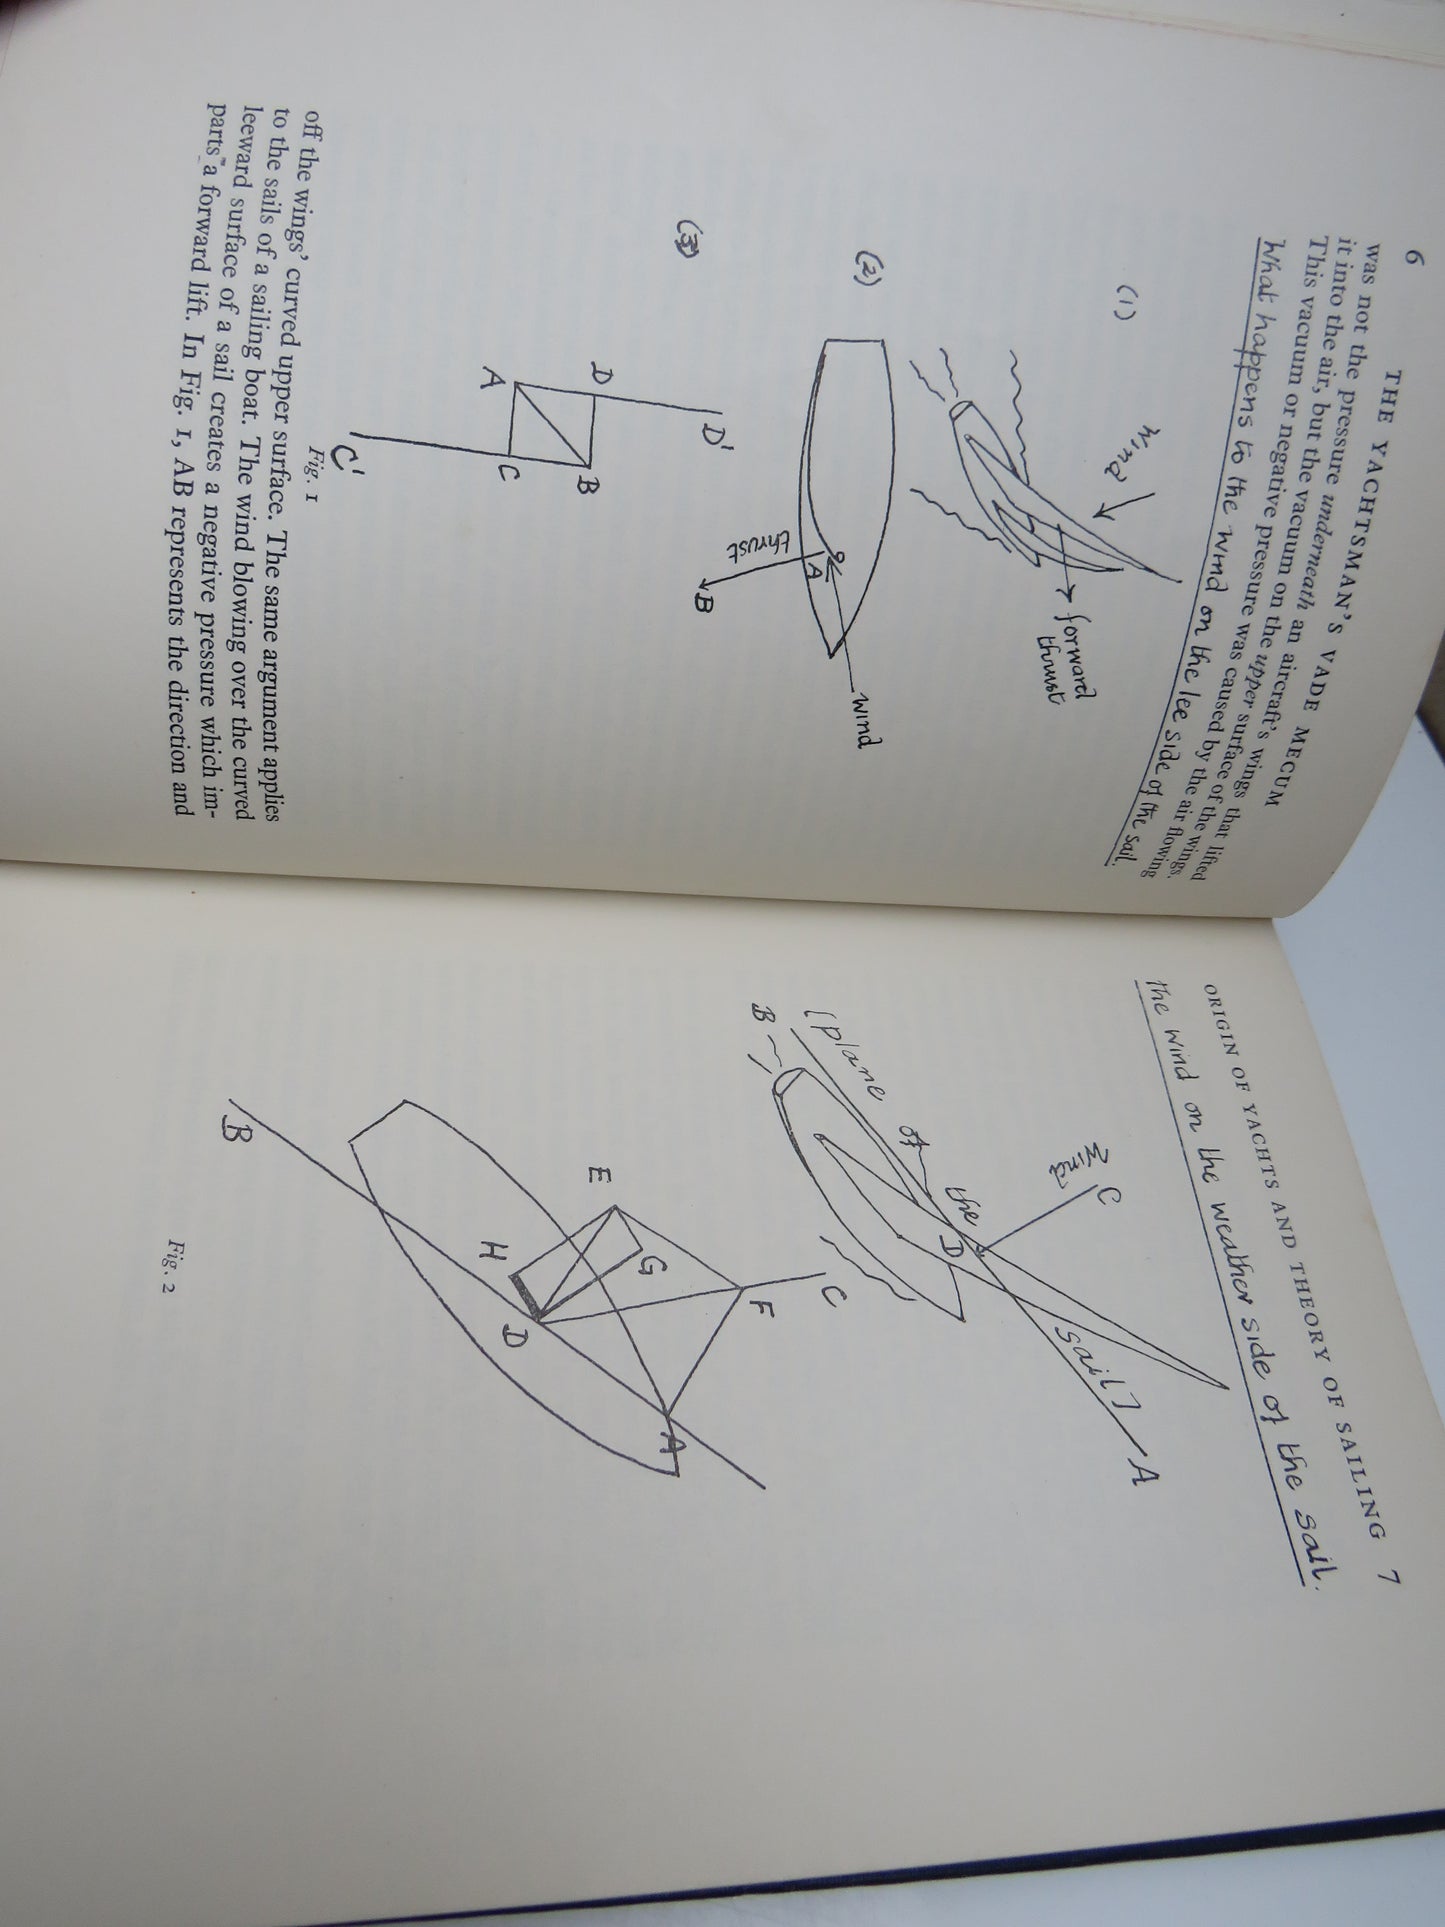 6
THE YACHTSMAN'S VADE MECUM
was not the pressure underneath an aircraft's wings that lifted
it into the air, but the vacuum on the upper surface of the wings.
This vacuum or negative pressure was caused by the air flowing
What happens to the wind on the lee side of the sail.
(1)
wind
forward
thrust
(2)
wind
A
thrust
B
(3)
D'
D
B
A
C
C'
Fig. 1
off the wings' curved upper surface. The same argument applies
to the sails of a sailing boat. The wind blowing over the curved
leeward surface of a sail creates a negative pressure which im-
parts a forward lift. In Fig. 1, AB represents the direction and
ORIGIN OF YACHTS AND THEORY OF SAILING 7
the wind on the weather side of the sail.
C
wind
A
B
(plane of the sail)
D
C
F
E
G
A
H
D
B
Fig. 2